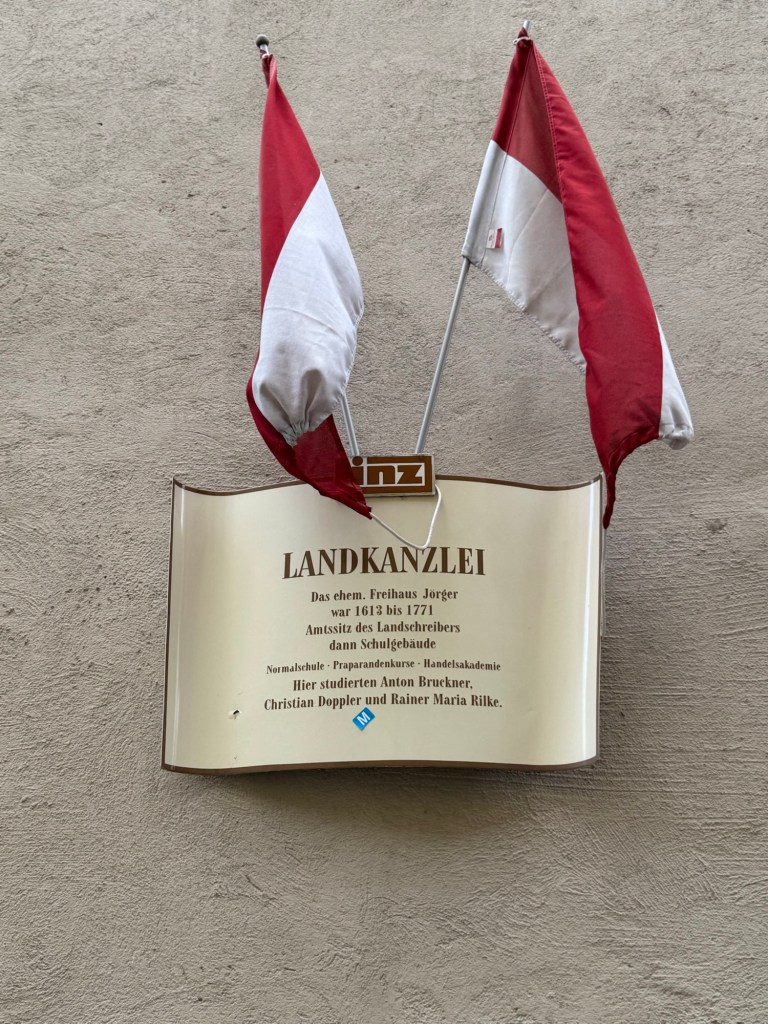 inz
LANDKANZLEI
Das ehem. Freihaus Jörger
war 1613 bis 1771
Amtssitz des Landschreibers
dann Schulgebäude
Normalschule · Praparandenkurse · Handelsakademie
Hier studierten Anton Bruckner,
Christian Doppler und Rainer Maria Rilke.
M